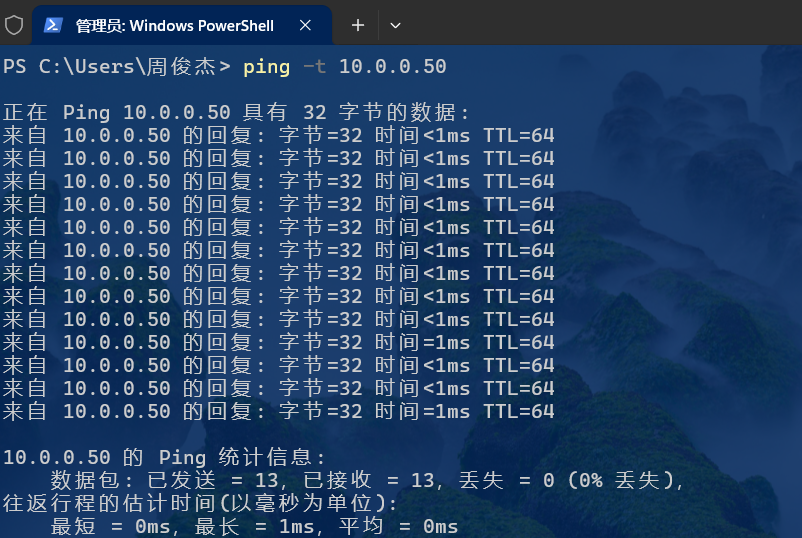 管理员: Windows PowerShell
PS C:\Users\周俊杰> ping -t 10.0.0.50
正在 Ping 10.0.0.50 具有 32 字节的数据:
来自 10.0.0.50 的回复: 字节=32 时间<1ms TTL=64
来自 10.0.0.50 的回复: 字节=32 时间<1ms TTL=64
来自 10.0.0.50 的回复: 字节=32 时间<1ms TTL=64
来自 10.0.0.50 的回复: 字节=32 时间<1ms TTL=64
来自 10.0.0.50 的回复: 字节=32 时间<1ms TTL=64
来自 10.0.0.50 的回复: 字节=32 时间<1ms TTL=64
来自 10.0.0.50 的回复: 字节=32 时间<1ms TTL=64
来自 10.0.0.50 的回复: 字节=32 时间<1ms TTL=64
来自 10.0.0.50 的回复: 字节=32 时间<1ms TTL=64
来自 10.0.0.50 的回复: 字节=32 时间=1ms TTL=64
来自 10.0.0.50 的回复: 字节=32 时间<1ms TTL=64
来自 10.0.0.50 的回复: 字节=32 时间<1ms TTL=64
来自 10.0.0.50 的回复: 字节=32 时间=1ms TTL=64
10.0.0.50 的 Ping 统计信息:
数据包: 已发送 = 13, 已接收 = 13, 丢失 = 0 (0% 丢失),
往返行程的估计时间(以毫秒为单位):
最短 = 0ms, 最长 = 1ms, 平均 = 0ms